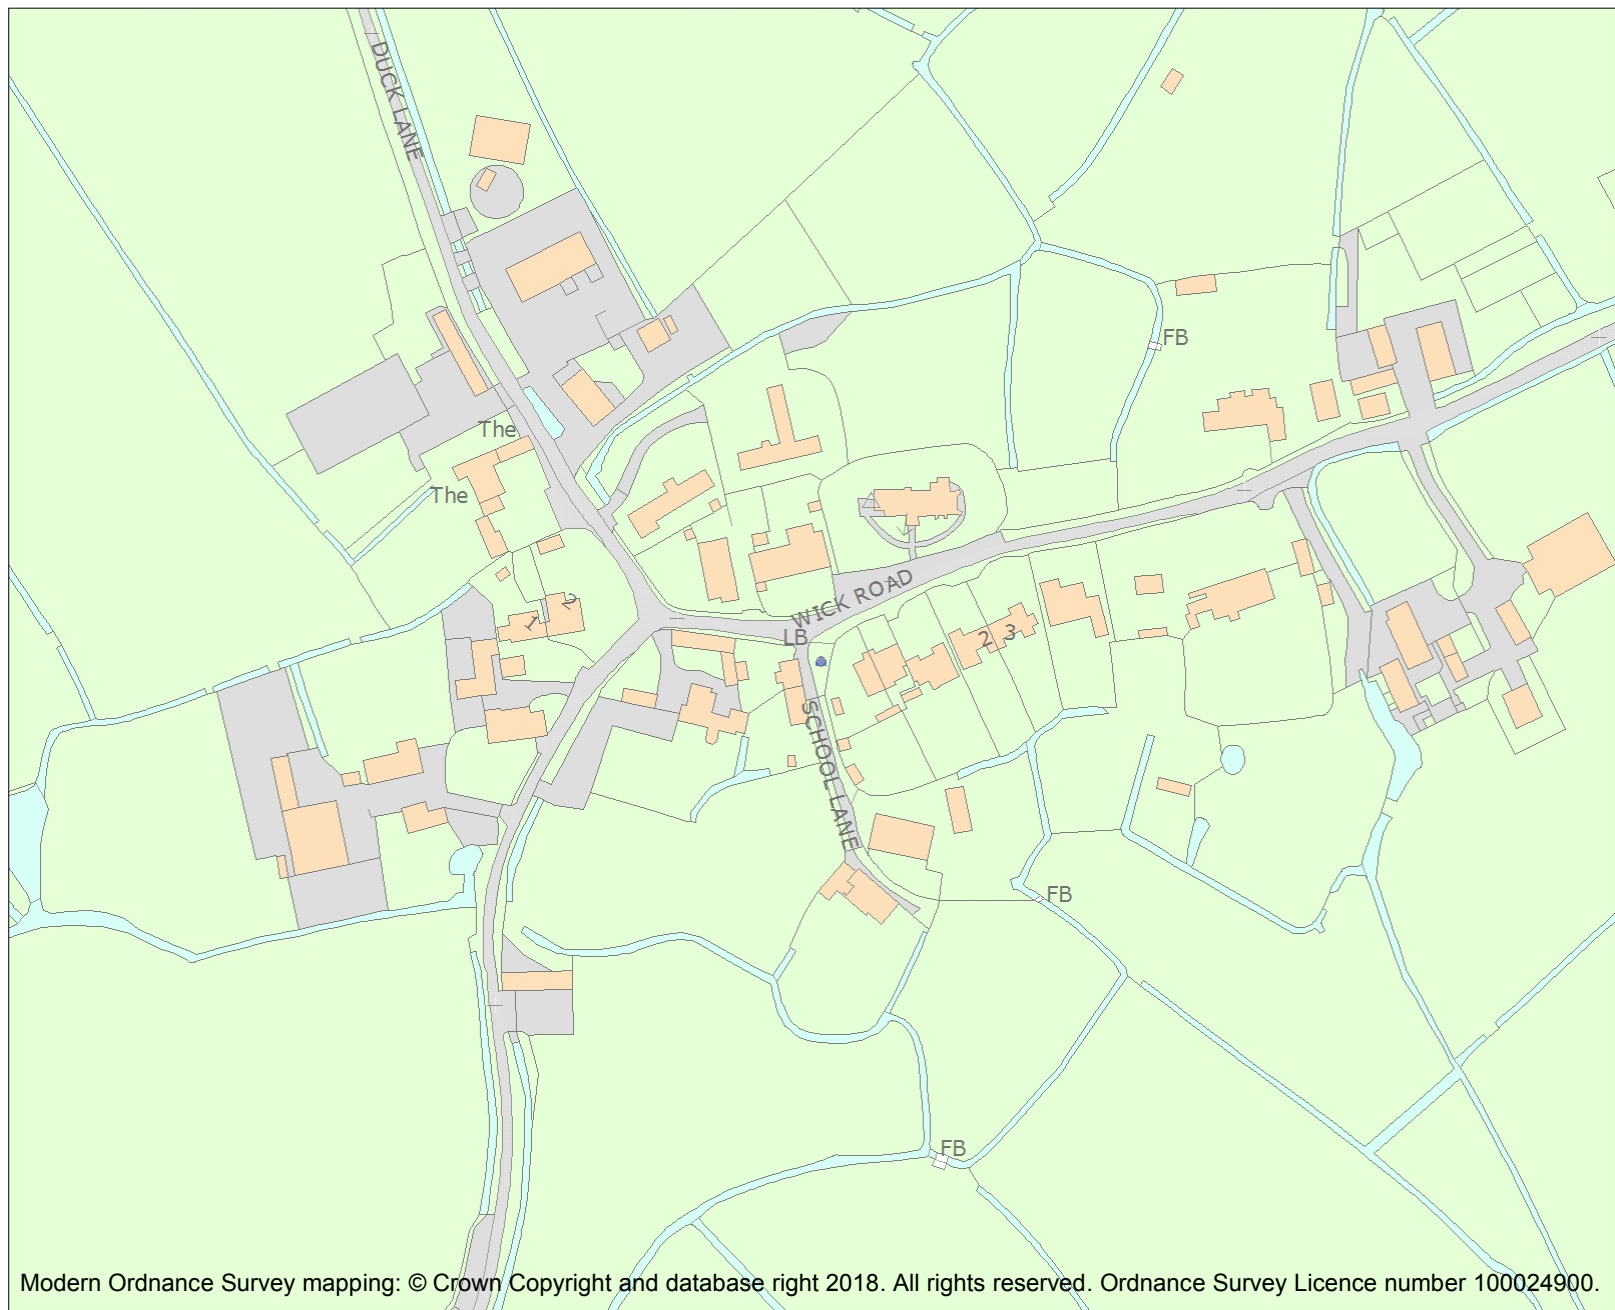 DUCK LANE
FB
The
The
WICK ROAD
2
1
LB
2 3
SCHOOL LANE
FB
FB
Modern Ordnance Survey mapping: © Crown Copyright and database right 2018. All rights reserved. Ordnance Survey Licence number 100024900.